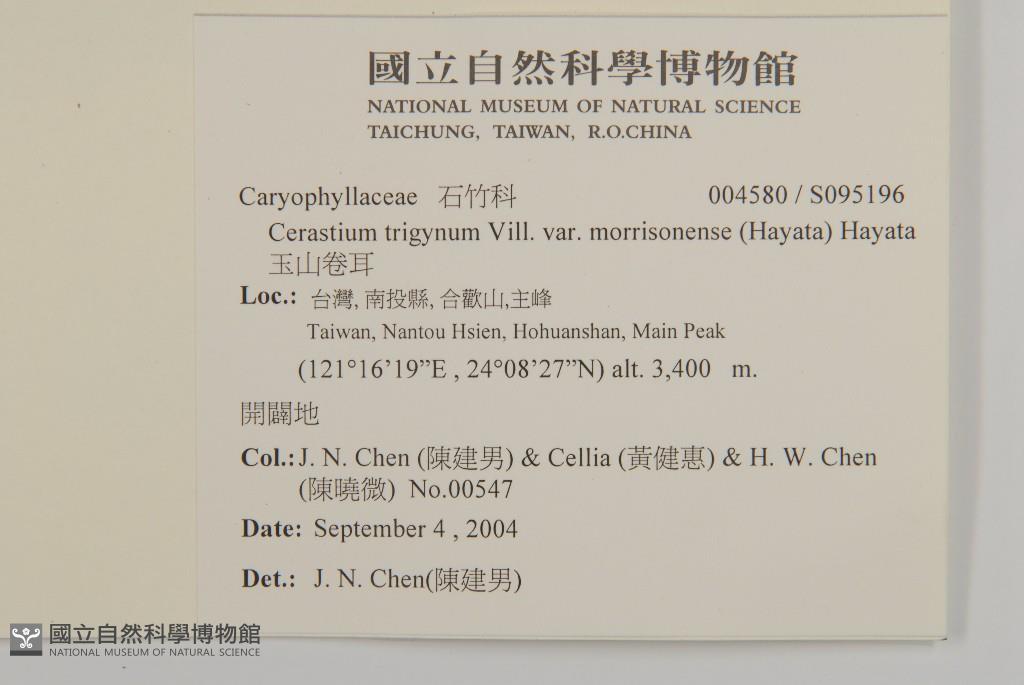 國立自然科學博物館
NATIONAL MUSEUM OF NATURAL SCIENCE
TAICHUNG, TAIWAN, R.O.CHINA
Caryophyllaceae 石竹科 004580 / S095196
Cerastium trigynum Vill. var. morrisonense (Hayata) Hayata
玉山卷耳
Loc.: 台灣, 南投縣, 合歡山,主峰
Taiwan, Nantou Hsien, Hohuanshan, Main Peak
(121°16’19”E , 24°08’27”N) alt. 3,400 m.
開闢地
Col.: J. N. Chen (陳建男) & Cellia (黃健惠) & H. W. Chen
(陳曉微) No.00547
Date: September 4 , 2004
Det.: J. N. Chen(陳建男)
國立自然科學博物館
NATIONAL MUSEUM OF NATURAL SCIENCE